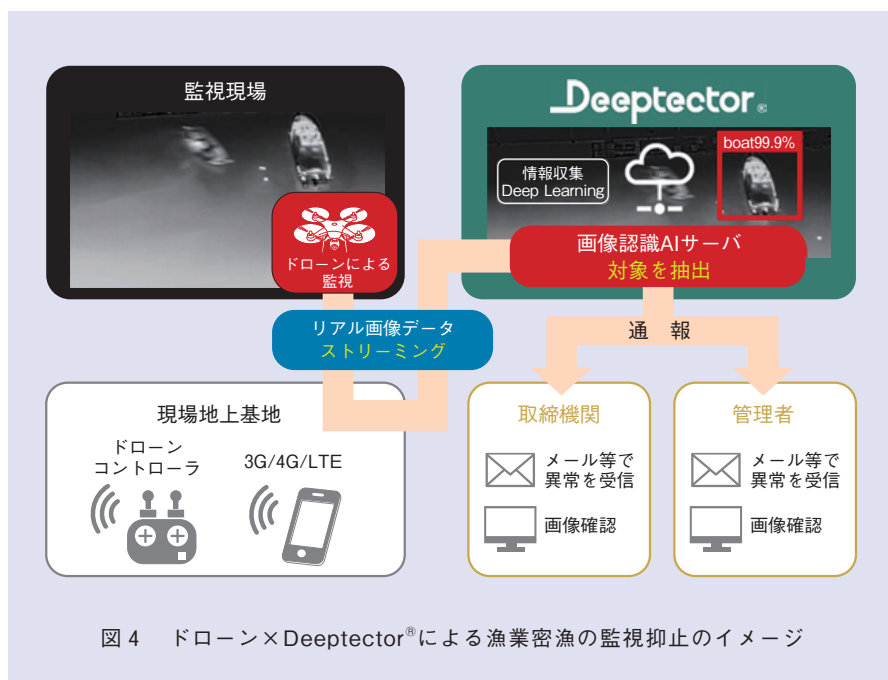 監視現場
ドローンによる
監視
Deeptector®
boat99.9%
情報収集
Deep Learning
画像認識AIサーバ
対象を抽出
リアル画像データ
ストリーミング
通 報
現場地上基地
ドローン
コントローラ
3G/4G/LTE
取締機関
メール等で
異常を受信
画像確認
管理者
メール等で
異常を受信
画像確認
図4 ドローン×Deeptector®による漁業密漁の監視抑止のイメージ